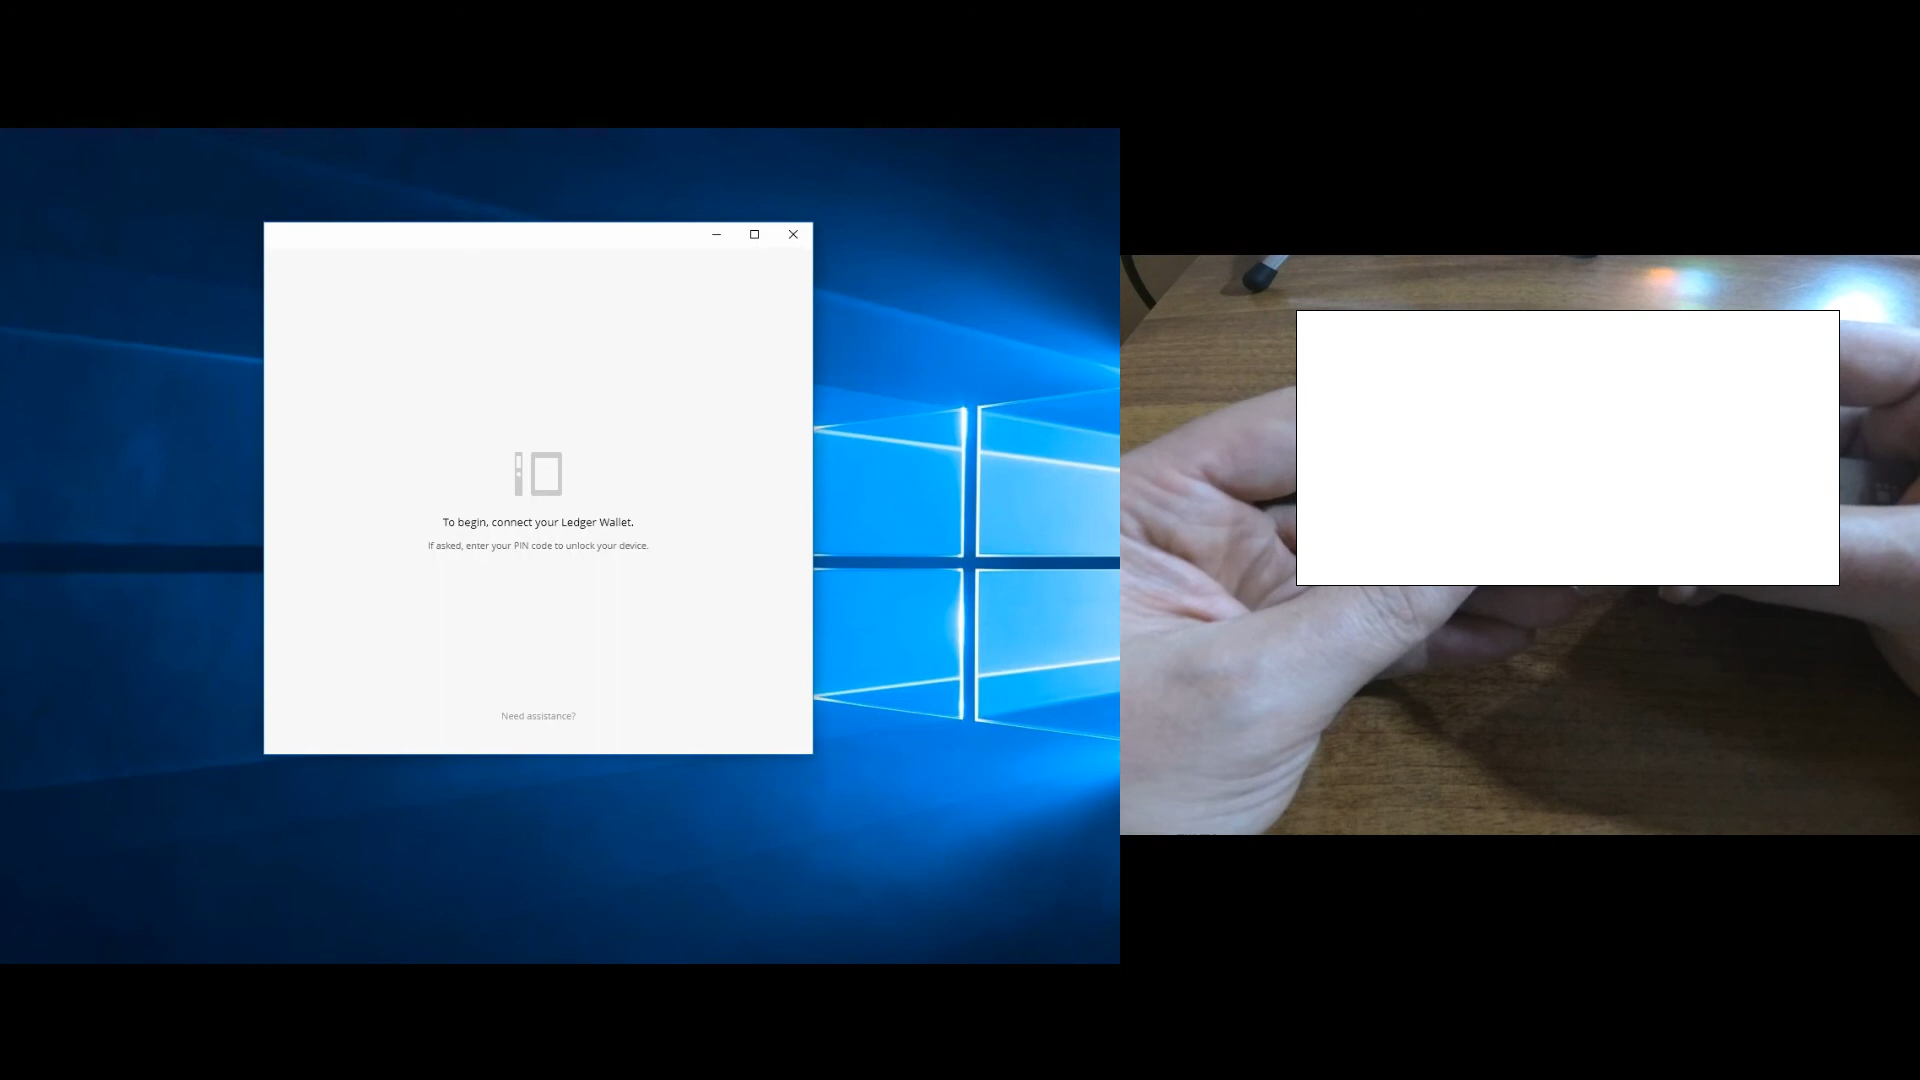 To begin, connect your Ledger Wallet.
If asked, enter your PIN code to unlock your device.
Need assistance?